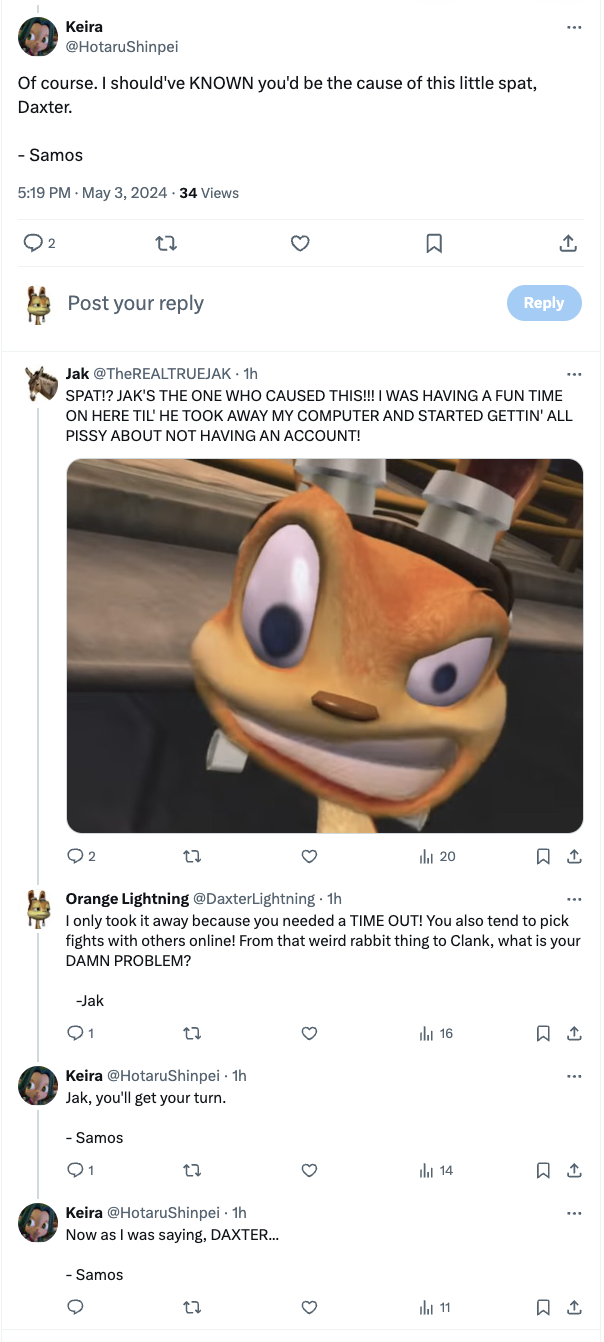 Keira
@HotaruShinpei
Of course. I should've KNOWN you'd be the cause of this little spat,
Daxter.
- Samos
5:19 PM · May 3, 2024 · 34 Views
2
Post your reply
Reply
Jak @TheREALTRUEJAK · 1h
SPAT!? JAK'S THE ONE WHO CAUSED THIS!!! I WAS HAVING A FUN TIME
ON HERE TIL' HE TOOK AWAY MY COMPUTER AND STARTED GETTIN' ALL
PISSY ABOUT NOT HAVING AN ACCOUNT!
2 20
Orange Lightning @DaxterLightning · 1h
I only took it away because you needed a TIME OUT! You also tend to pick
fights with others online! From that weird rabbit thing to Clank, what is your
DAMN PROBLEM?
-Jak
1 16
Keira @HotaruShinpei · 1h
Jak, you'll get your turn.
- Samos
1 14
Keira @HotaruShinpei · 1h
Now as I was saying, DAXTER...
- Samos
11